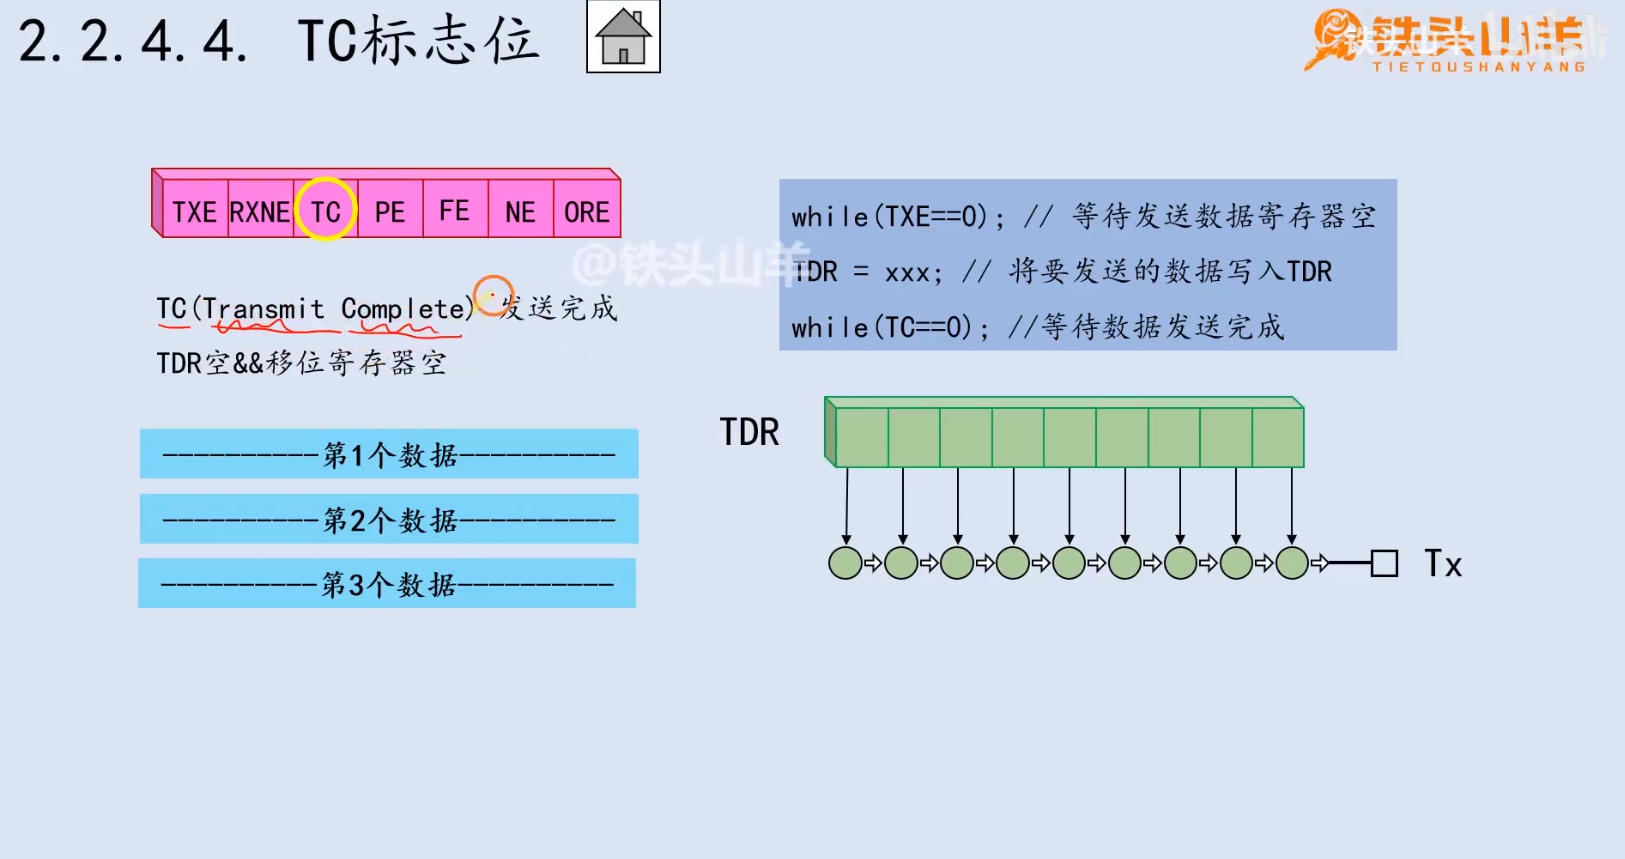 2.2.4.4. TC标志位
铁头山羊
TIETOUSHANYANG
TXE RXNE TC PE FE NE ORE
TC(Transmit Complete) 发送完成
TDR空&&移位寄存器空
----------第1个数据----------
----------第2个数据----------
----------第3个数据----------
@铁头山羊
while(TXE==0); // 等待发送数据寄存器空
TDR = xxx; // 将要发送的数据写入TDR
while(TC==0); //等待数据发送完成
TDR
Tx